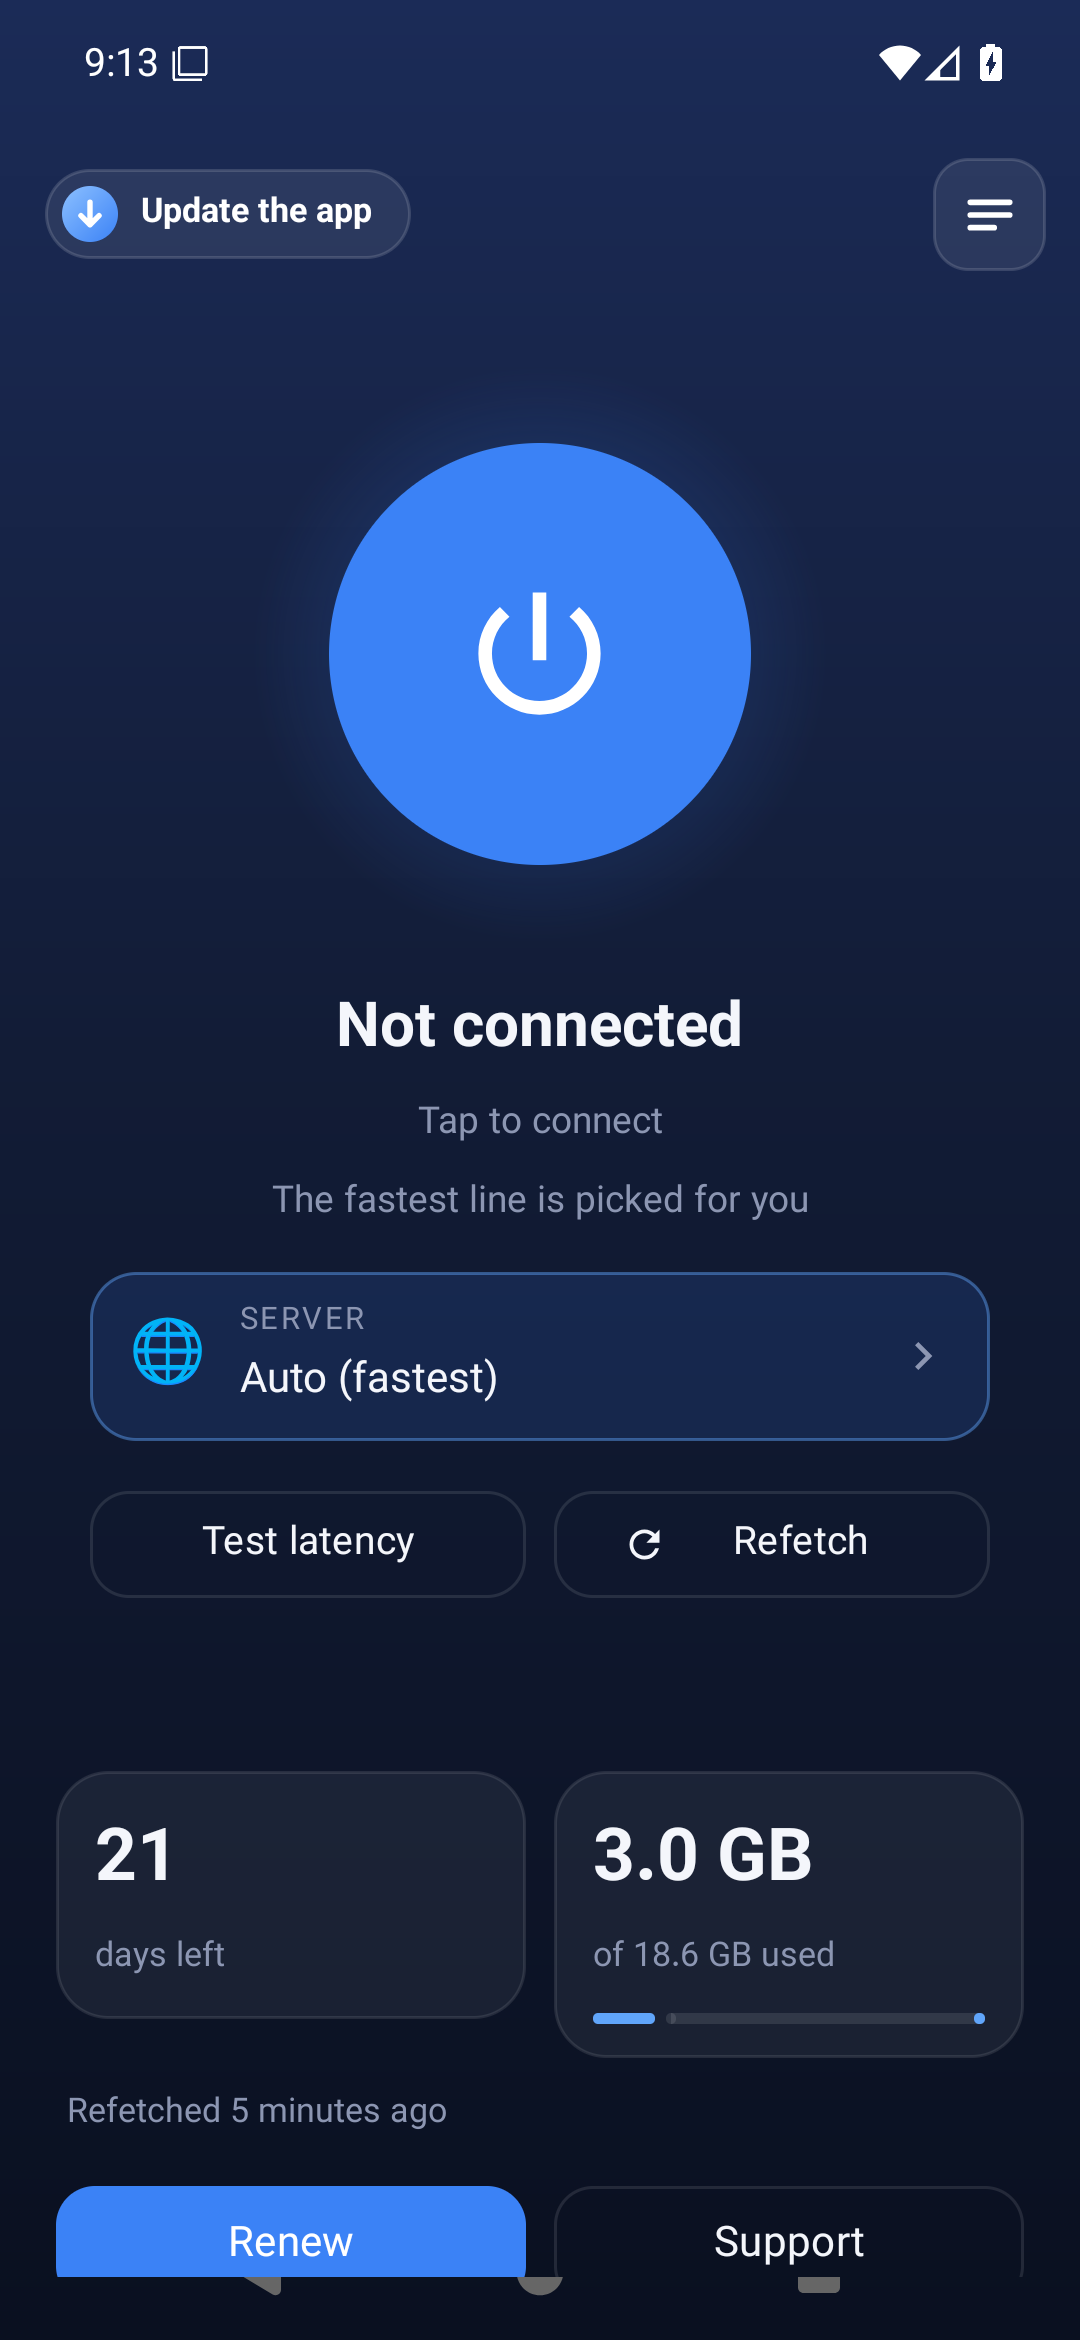 9:13
Update the app
Not connected
Tap to connect
The fastest line is picked for you
SERVER
Auto (fastest)
Test latency
Refetch
21
days left
3.0 GB
of 18.6 GB used
Refetched 5 minutes ago
Renew
Support